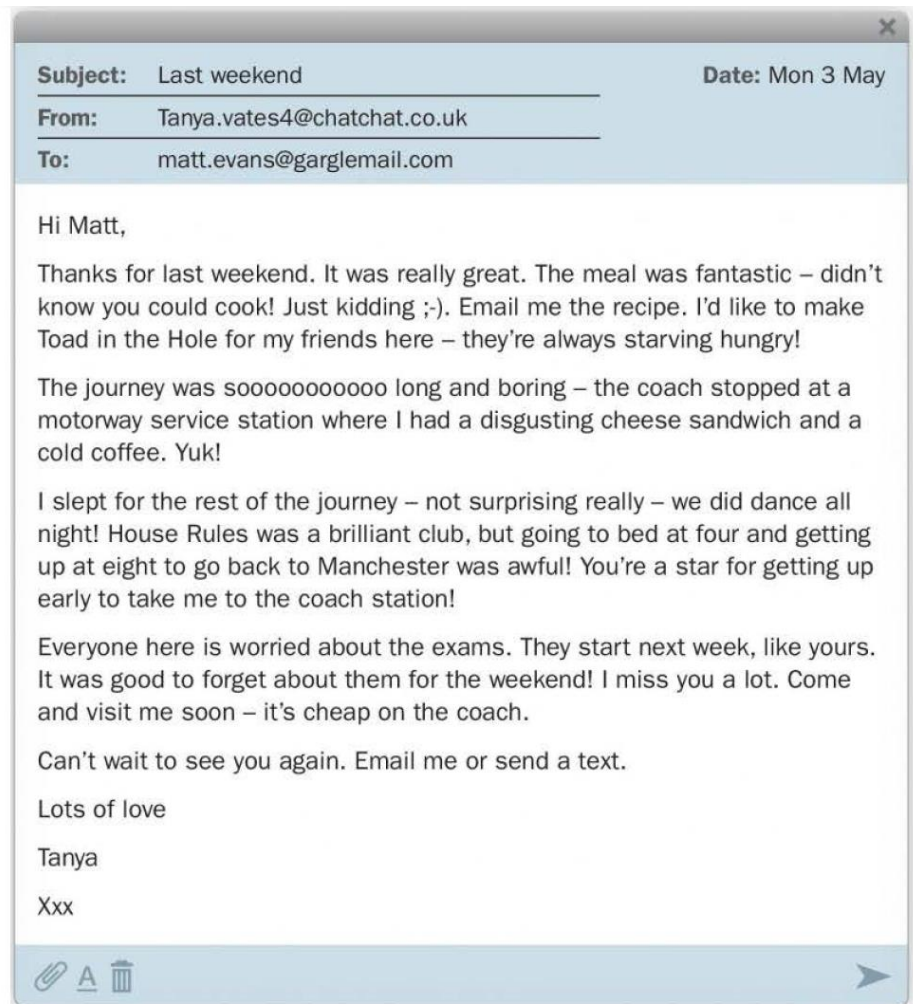 Subject: Last weekend Date: Mon 3 May
From: Tanya.vates4@chatchat.co.uk
To: matt.evans@garglemail.com
Hi Matt,
Thanks for last weekend. It was really great. The meal was fantastic – didn’t
know you could cook! Just kidding ;-). Email me the recipe. I’d like to make
Toad in the Hole for my friends here – they’re always starving hungry!
The journey was sooooooooooo long and boring – the coach stopped at a
motorway service station where I had a disgusting cheese sandwich and a
cold coffee. Yuk!
I slept for the rest of the journey – not surprising really – we did dance all
night! House Rules was a brilliant club, but going to bed at four and getting
up at eight to go back to Manchester was awful! You’re a star for getting up
early to take me to the coach station!
Everyone here is worried about the exams. They start next week, like yours.
It was good to forget about them for the weekend! I miss you a lot. Come
and visit me soon – it’s cheap on the coach.
Can’t wait to see you again. Email me or send a text.
Lots of love
Tanya
Xxx
A